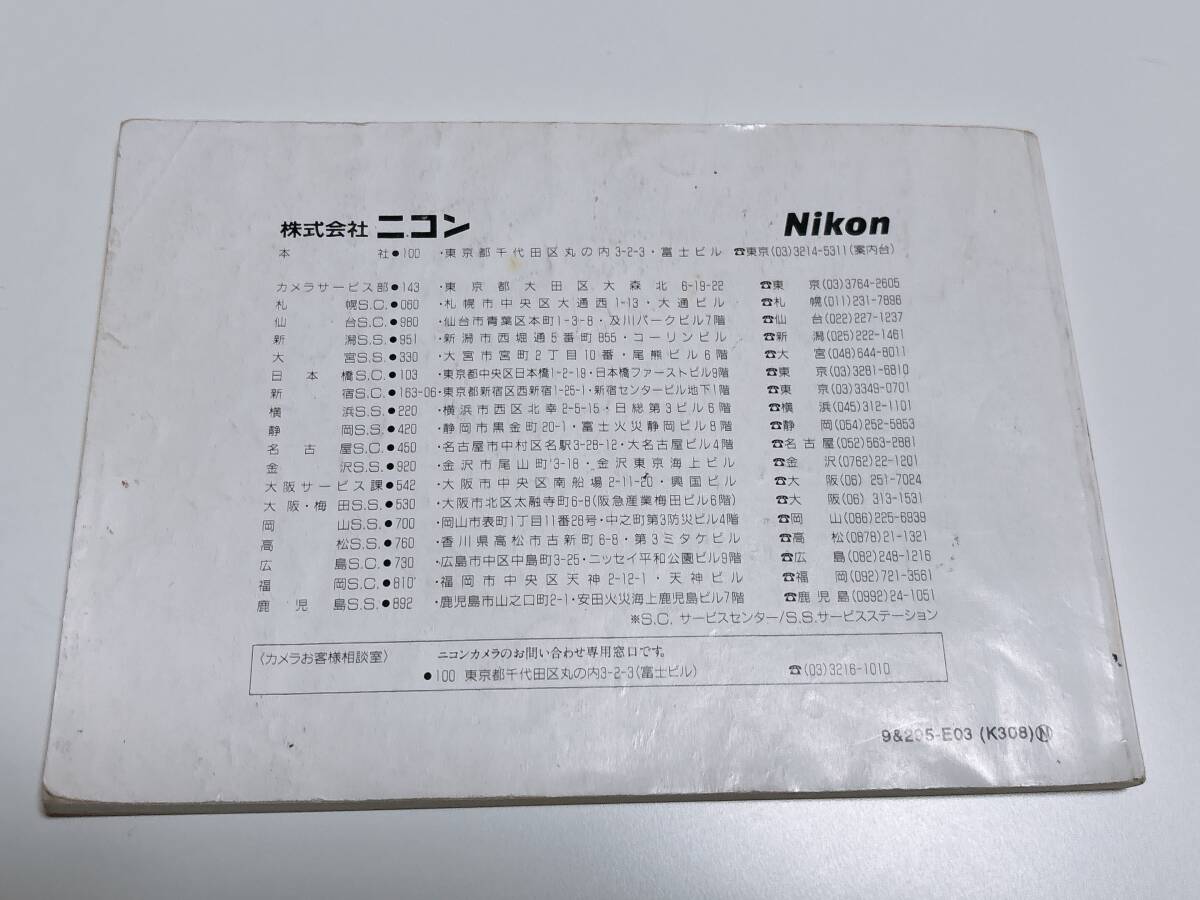 株式会社 ニコン Nikon
本社●100・東京都千代田区丸の内3-2-3・富士ビル ☎東京(03)3214-5311(案内台)
カメラサービス部●143・東京都大田区大森北6-19-22 ☎東京(03)3764-2605
札幌S.C.●060・札幌市中央区大通西1-13・大通ビル ☎札幌(011)231-7896
仙台S.C.●980・仙台市青葉区本町1-3-8・及川パークビル7階 ☎仙台(022)227-1237
新潟S.S.●951・新潟市西堀通5番町855・コーリンビル ☎新潟(025)222-1461
大宮S.S.●330・大宮市宮町2丁目10番・尾熊ビル6階 ☎大宮(048)644-8011
日本橋S.C.●103・東京都中央区日本橋1-2-19・日本橋ファーストビル9階 ☎東京(03)3281-6810
新宿S.C.●163-06・東京都新宿区西新宿1-25-1・新宿センタービル地下1階 ☎東京(03)3349-0701
横浜S.S.●220・横浜市西区北幸2-5-15・日総第3ビル6階 ☎横浜(045)312-1101
静岡S.S.●420・静岡市黒金町20-1・富士火災静岡ビル8階 ☎静岡(054)252-5853
名古屋S.C.●450・名古屋市中村区名駅3-28-12・大名古屋ビル4階 ☎名古屋(052)563-2881
金沢S.S.●920・金沢市尾山町3-18・金沢東京海上ビル ☎金沢(0762)22-1201
大阪サービス課●542・大阪市中央区南船場2-11-20・興国ビル ☎大阪(06)251-7024
大阪・梅田S.S.●530・大阪市北区太融寺町6-8(阪急産業梅田ビル6階) ☎大阪(06)313-1531
岡山S.S.●700・岡山市表町1丁目11番28号・中之町第3防災ビル4階 ☎岡山(086)225-6939
高松S.S.●760・香川県高松市古新町6-8・第3ミタケビル ☎高松(0878)21-1321
広島S.C.●730・広島市中区中島町3-25・ニッセイ平和公園ビル9階 ☎広島(082)248-1216
福岡S.C.●810・福岡市中央区天神2-12-1・天神ビル ☎福岡(092)721-3561
鹿児島S.S.●892・鹿児島市山之口町2-1・安田火災海上鹿児島ビル7階 ☎鹿児島(0992)24-1051
※S.C. サービスセンター/S.S.サービスステーション
〈カメラお客様相談室〉 ニコンカメラのお問い合わせ専用窓口です。
●100 東京都千代田区丸の内3-2-3(富士ビル) ☎(03)3216-1010
9&295-E03 (K308)Ⓝ